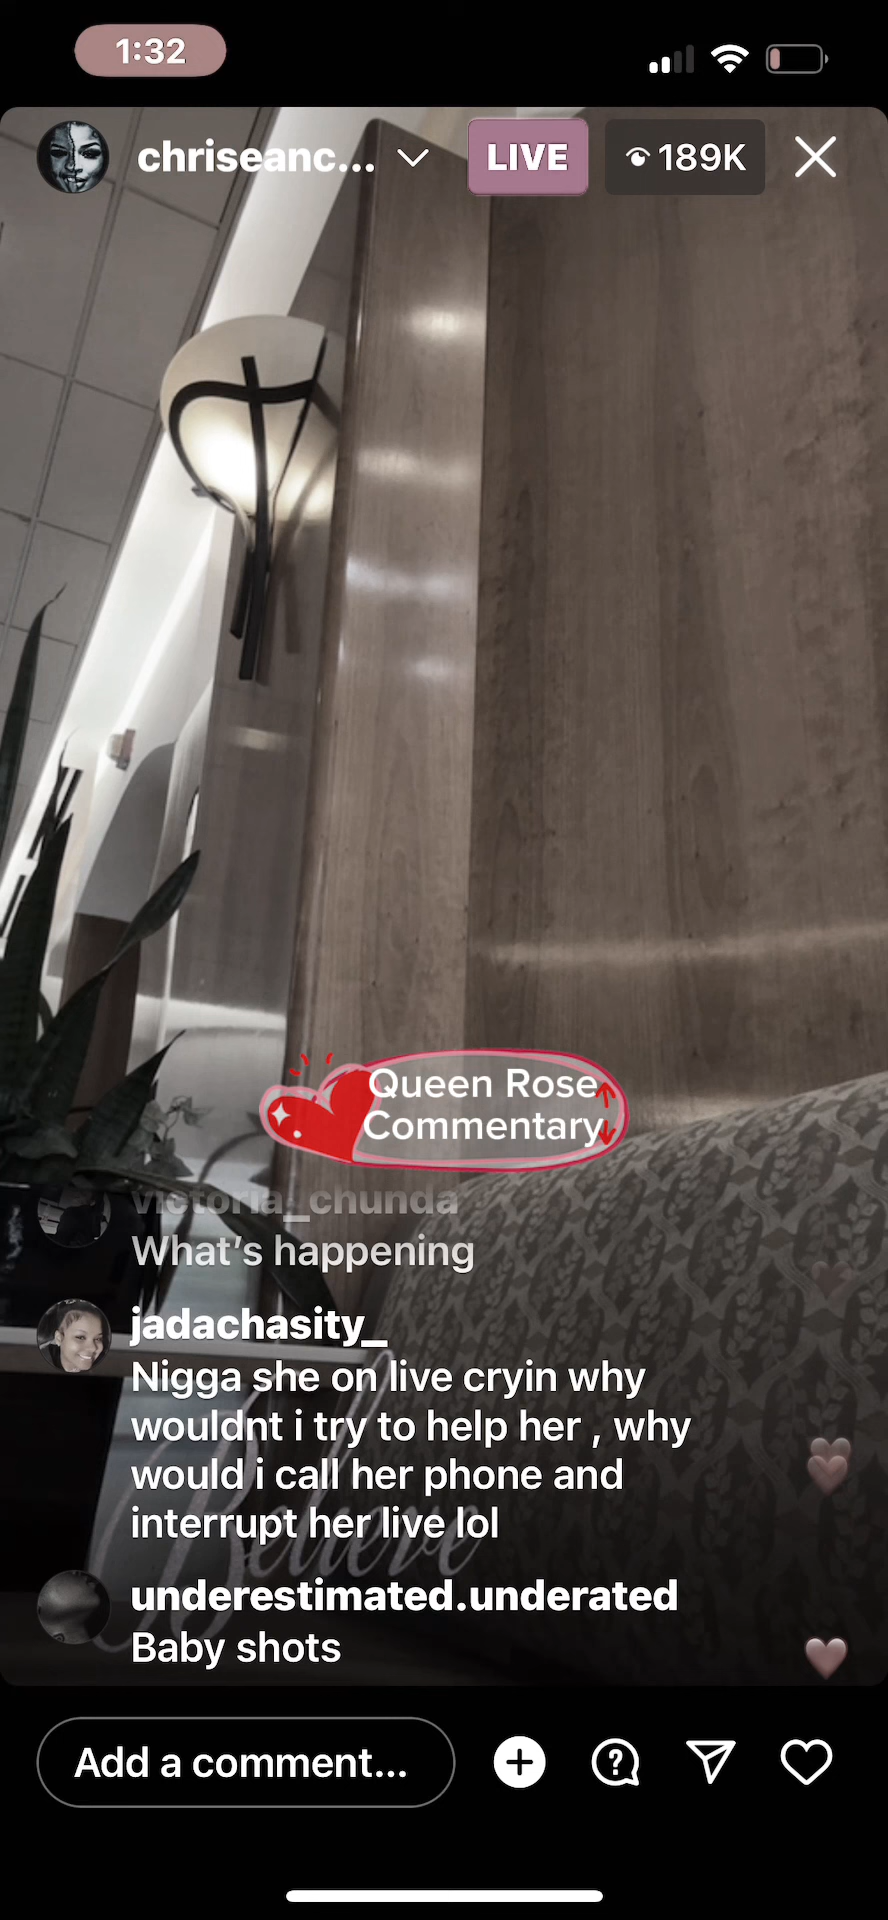 1:32
chriseanc...
LIVE
189K
Queen Rose
Commentary
victoria_chunda
What's happening
jadachasity_
Nigga she on live cryin why
wouldnt i try to help her , why
would i call her phone and
interrupt her live lol
Believe
underestimated.underated
Baby shots
Add a comment...